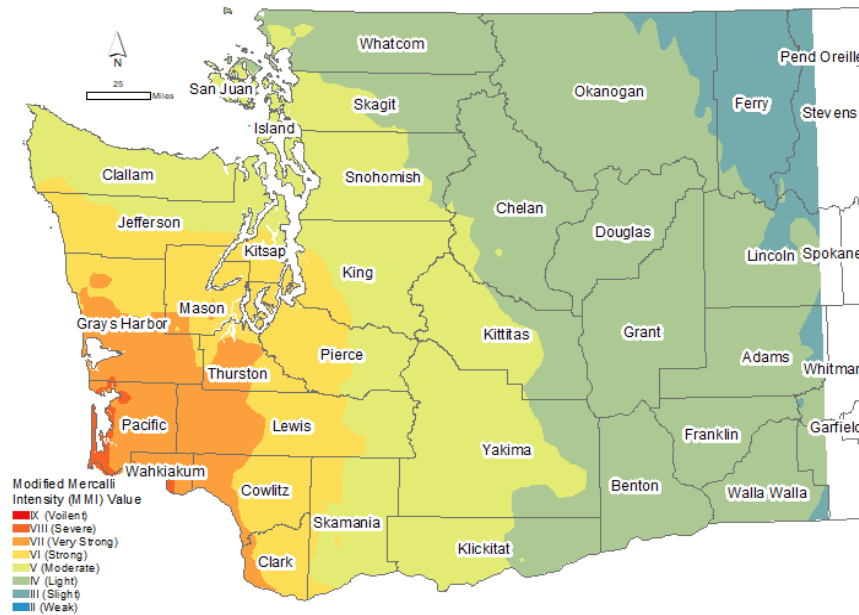 Whatcom
Pend Oreille
N
25
Miles
San Juan
Okanogan
Ferry
Stevens
Skagit
Island
Clallam
Snohomish
Jefferson
Chelan
Douglas
Kitsap
King
Lincoln
Spokane
Mason
Grays Harbor
Kittitas
Grant
Pierce
Thurston
Adams
Whitman
Pacific
Lewis
Garfield
Franklin
Yakima
Wahkiakum
Benton
Walla Walla
Cowlitz
Skamania
Klickitat
Clark
Modified Mercalli
Intensity (MMI) Value
IX (Voilent)
VIII (Severe)
VII (Very Strong)
VI (Strong)
V (Moderate)
IV (Light)
III (Slight)
II (Weak)